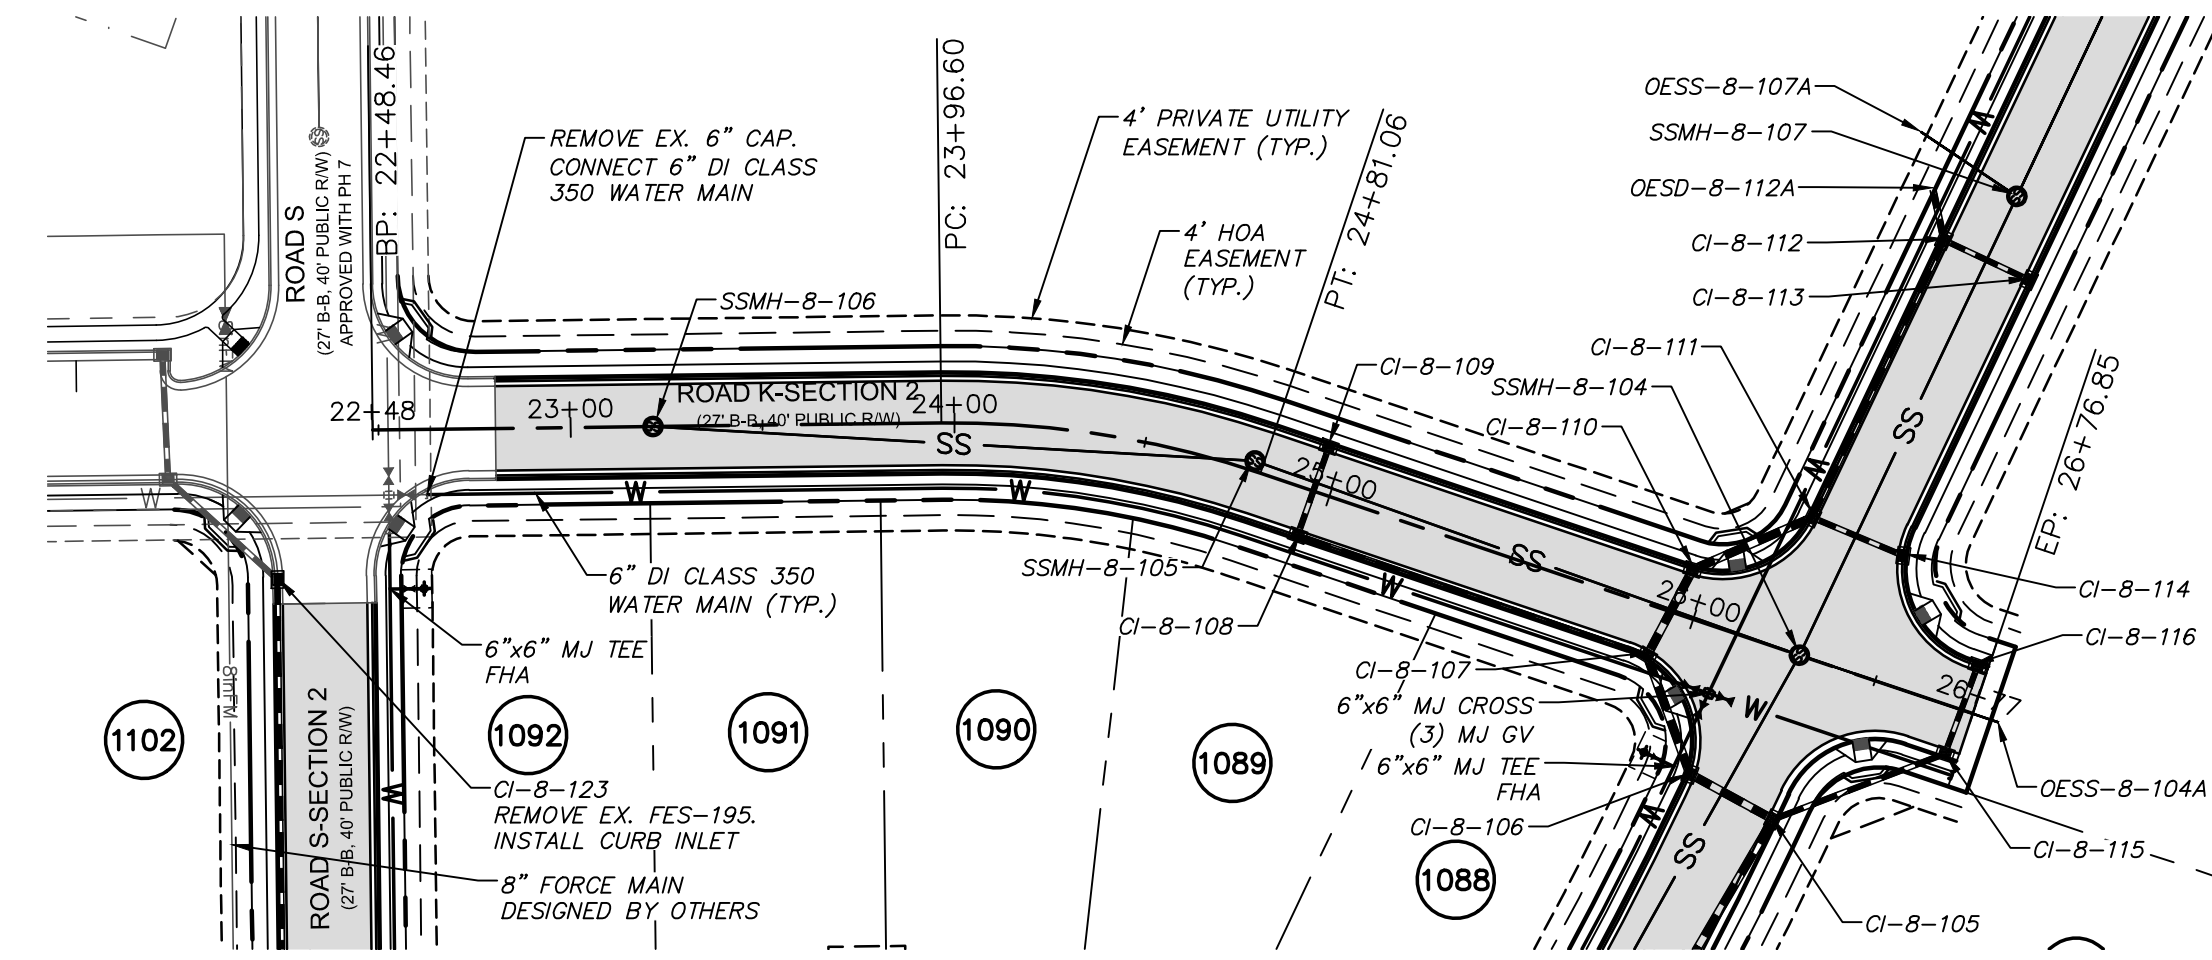 ROAD S
(27' B-B, 40' PUBLIC R/W)
APPROVED WITH PH 7
SS
BP: 22+48.46
REMOVE EX. 6" CAP.
CONNECT 6" DI CLASS
350 WATER MAIN
PC: 23+96.60
4' PRIVATE UTILITY
EASEMENT (TYP.)
4' HOA
EASEMENT
(TYP.)
PT: 24+81.06
OESS-8-107A
SSMH-8-107
OESD-8-112A
CI-8-112
CI-8-113
W
SSMH-8-106
CI-8-109
CI-8-111
SSMH-8-104
CI-8-110
EP: 26+76.85
22+48
23+00
ROAD K-SECTION 2
(27' B-B, 40' PUBLIC R/W)
24+00
SS
25+00
SS
W
W
W
W
SSMH-8-105
SS
W
26+00
CI-8-114
CI-8-116
6" DI CLASS 350
WATER MAIN (TYP.)
CI-8-108
6"x6" MJ TEE
FHA
CI-8-107
6"x6" MJ CROSS
(3) MJ GV
6"x6" MJ TEE
FHA
W
26+77
8InFM
ROAD S-SECTION 2
(27' B-B, 40' PUBLIC R/W)
W
1102
1092
1091
1090
1089
1088
CI-8-123
REMOVE EX. FES-195.
INSTALL CURB INLET
8" FORCE MAIN
DESIGNED BY OTHERS
OESS-8-104A
CI-8-106
W
SS
CI-8-115
CI-8-105